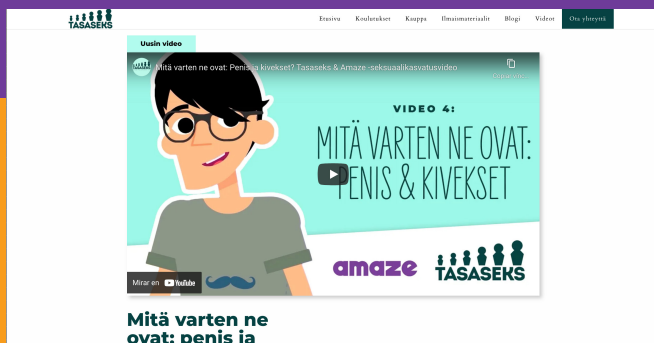 TASASEKS
Etusivu Koulutukset Kauppa Ilmaismateriaalit Blogi Videot Ota yhteyttä
Uusin video
Mitä varten ne ovat: Penis ja kivekset? Tasaseks & Amaze -seksuaalikasvatusvideo
VIDEO 4:
MITÄ VARTEN NE OVAT:
PENIS & KIVEKSET
amaze TASASEKS
Mirar en YouTube
Mitä varten ne
ovat: penis ja